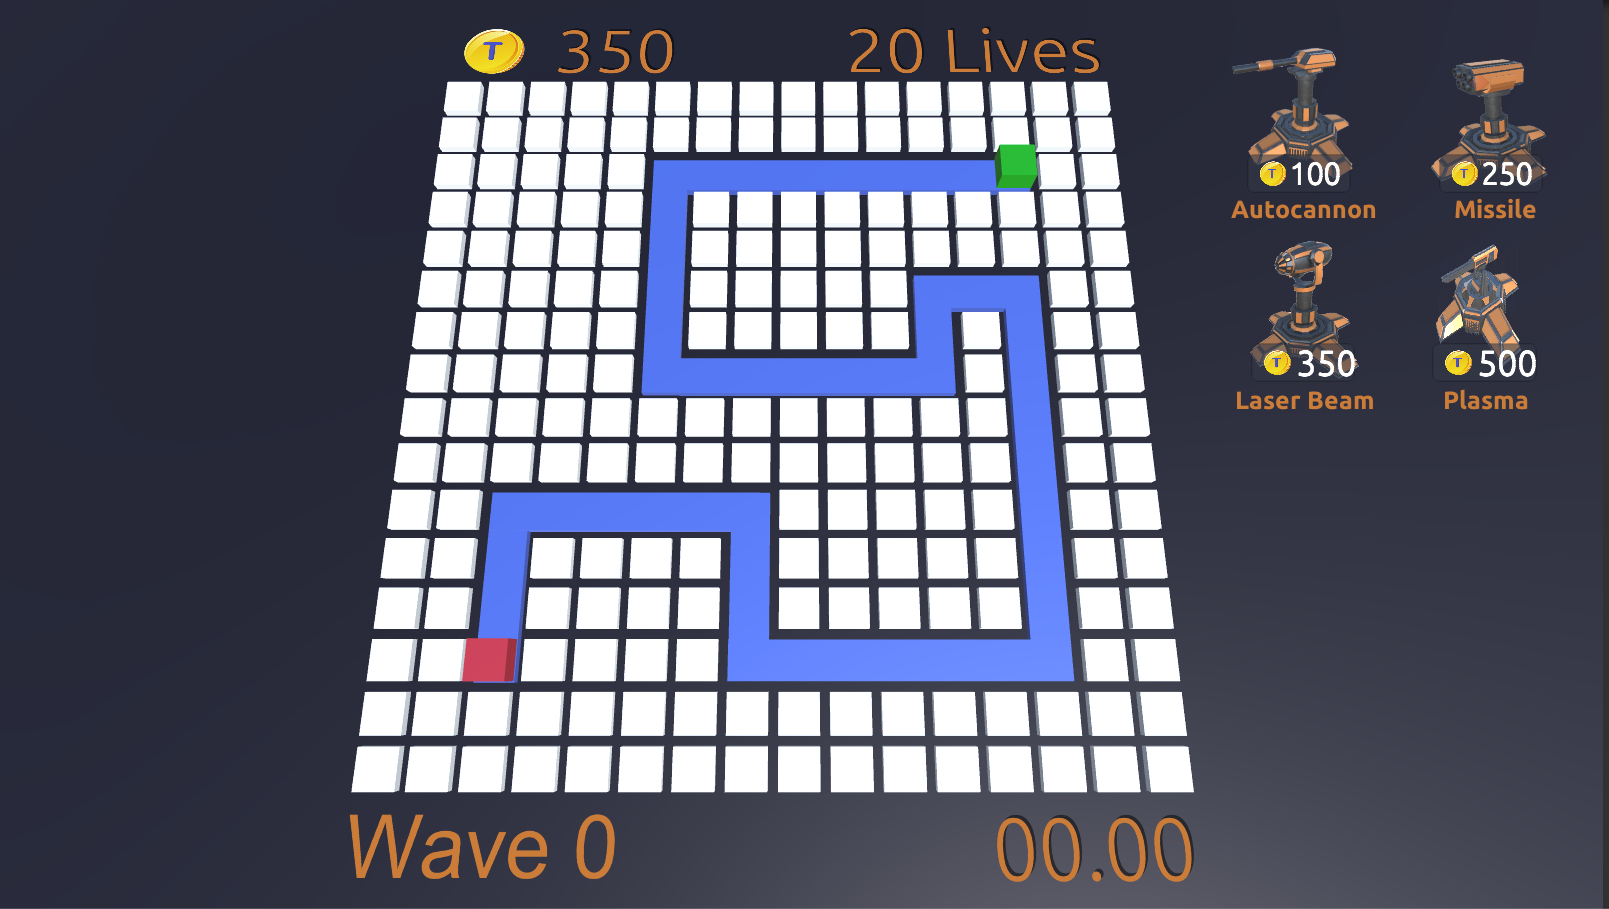 T 350 20 Lives
T 100 T 250
Autocannon Missile
T 350 T 500
Laser Beam Plasma
Wave 0 00.00